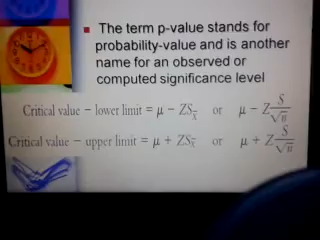 The term p-value stands for
probability-value and is another
name for an observed or
computed significance level
Critical value − lower limit = μ − ZS_x̄ or μ − Z S/√n
Critical value − upper limit = μ + ZS_x̄ or μ + Z S/√n